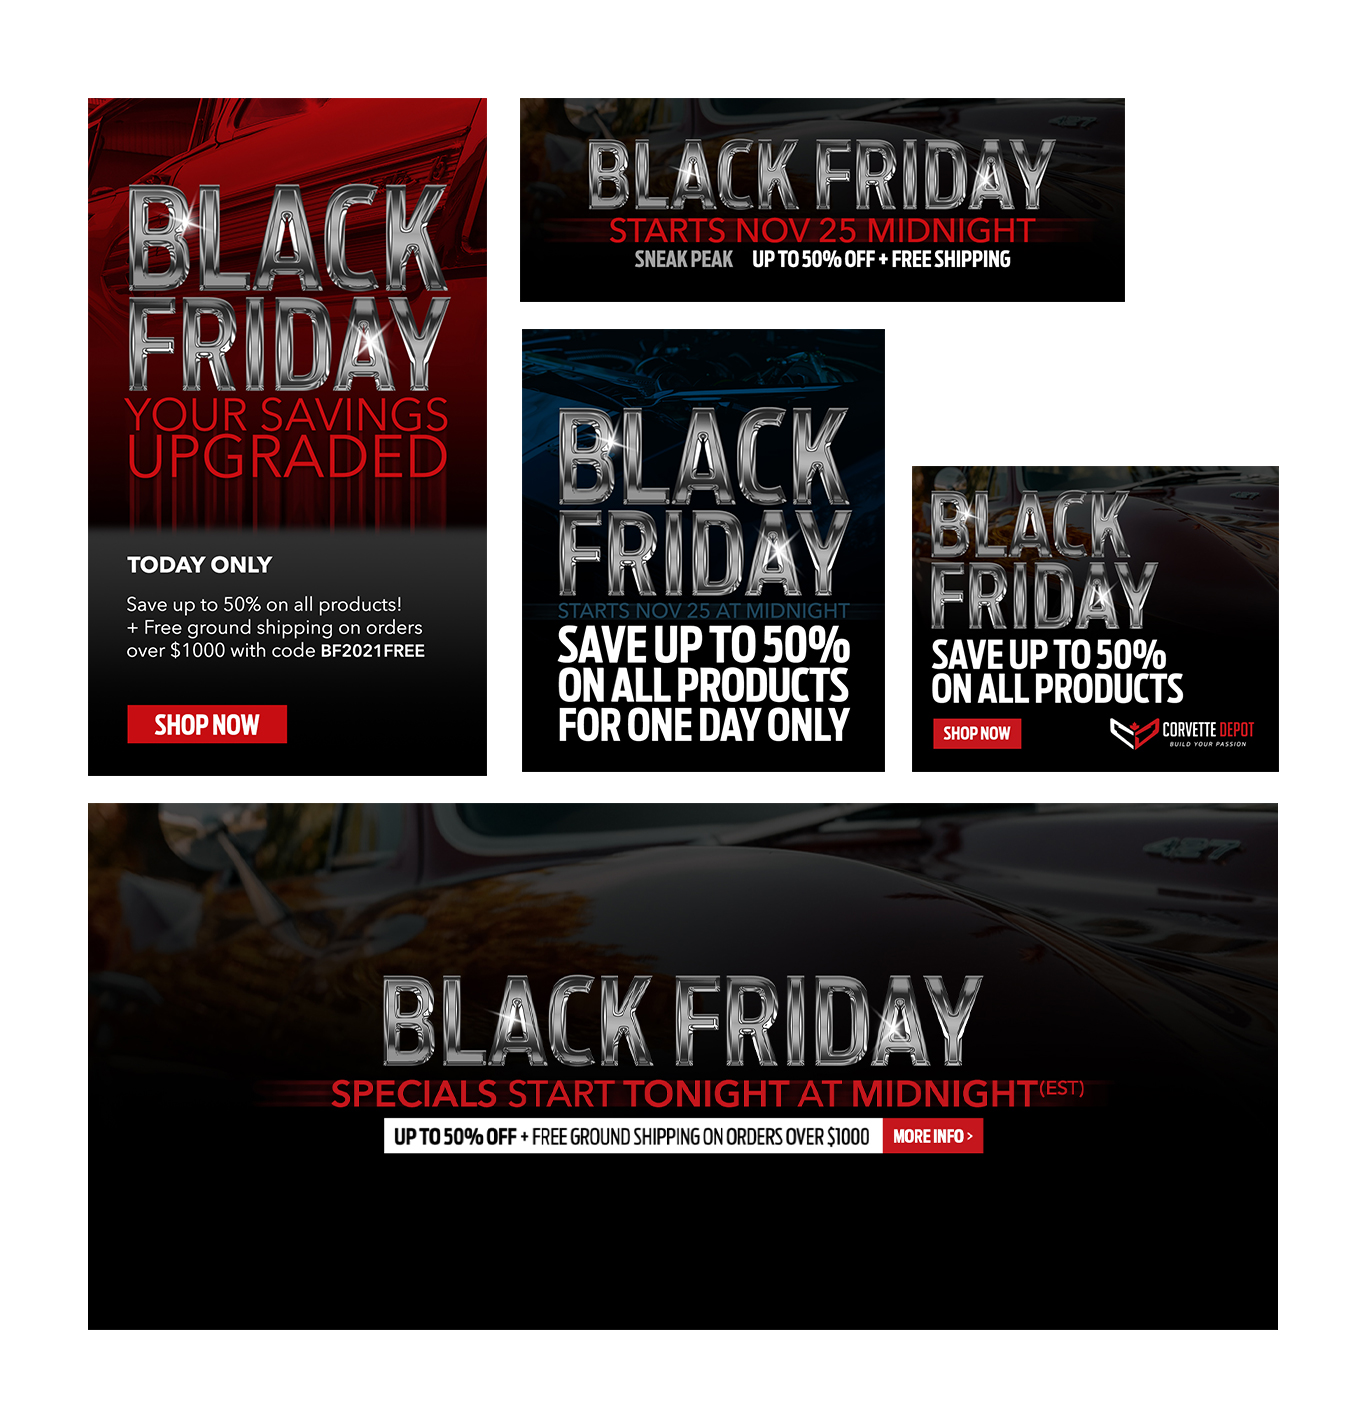 BLACK
FRIDAY
YOUR SAVINGS
UPGRADED
TODAY ONLY
Save up to 50% on all products!
+ Free ground shipping on orders
over $1000 with code BF2021FREE
SHOP NOW
BLACK FRIDAY
STARTS NOV 25 MIDNIGHT
SNEAK PEAK UP TO 50% OFF + FREE SHIPPING
427
BLACK
FRIDAY
STARTS NOV 25 AT MIDNIGHT
SAVE UP TO 50%
ON ALL PRODUCTS
FOR ONE DAY ONLY
BLACK
FRIDAY
SAVE UP TO 50%
ON ALL PRODUCTS
SHOP NOW
CORVETTE DEPOT
BUILD YOUR PASSION
427
BLACK FRIDAY
SPECIALS START TONIGHT AT MIDNIGHT(EST)
UP TO 50% OFF + FREE GROUND SHIPPING ON ORDERS OVER $1000 MORE INFO >